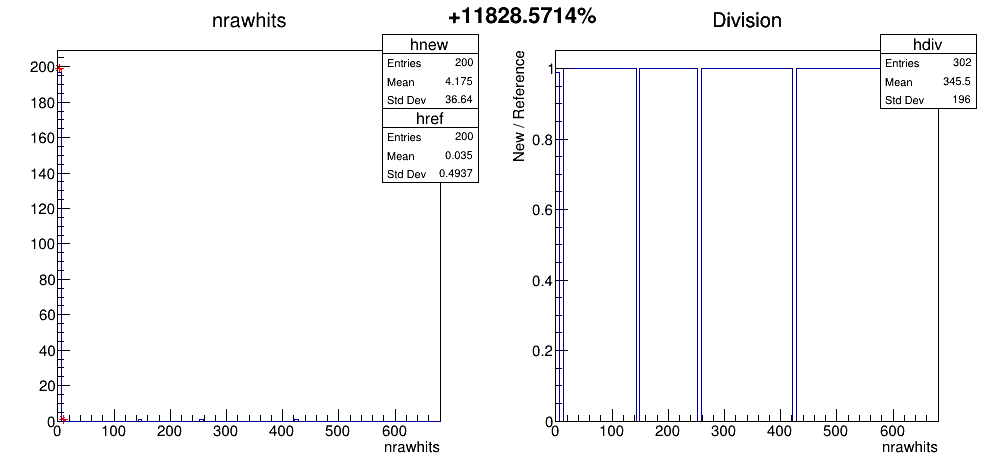 +11828.5714%
nrawhits
hnew
Entries 200
Mean 4.175
Std Dev 36.64
href
Entries 200
Mean 0.035
Std Dev 0.4937
200
180
160
140
120
100
80
60
40
20
0
0 100 200 300 400 500 600
nrawhits
Division
hdiv
Entries 302
Mean 345.5
Std Dev 196
New / Reference
1
0.8
0.6
0.4
0.2
0
0 100 200 300 400 500 600
nrawhits